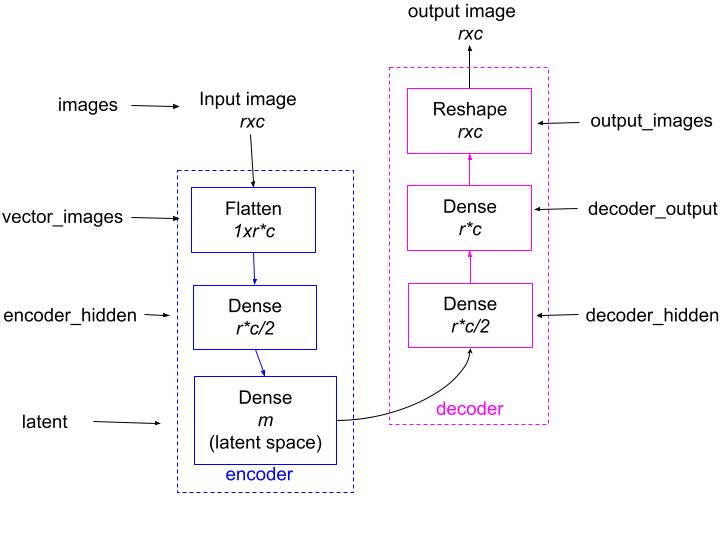 output image
rxc
images
Input image
rxc
Reshape
rxc
output_images
vector_images
Flatten
1xr*c
Dense
r*c
decoder_output
encoder_hidden
Dense
r*c/2
Dense
r*c/2
decoder_hidden
latent
Dense
m
(latent space)
encoder
decoder